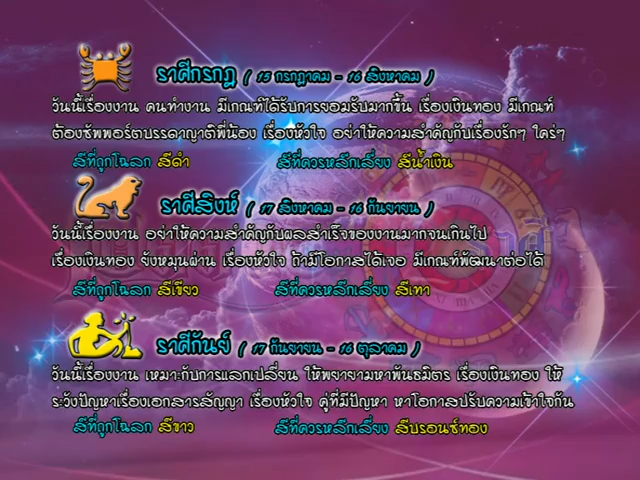 ราศีกรกฎ ( 15 กรกฎาคม - 16 สิงหาคม )
วันนี้เรื่องงาน คนทำงาน มีเกณฑ์ได้รับการยอมรับมากขึ้น เรื่องเงินทอง มีเกณฑ์
ต้องซัพพอร์ตบรรดาญาติพี่น้อง เรื่องหัวใจ อย่าให้ความสำคัญกับเรื่องรักๆ ใคร่ๆ
สีที่ถูกโฉลก สีดำ สีที่ควรหลีกเลี่ยง สีน้ำเงิน
ราศีสิงห์ ( 17 สิงหาคม - 16 กันยายน )
วันนี้เรื่องงาน อย่าให้ความสำคัญกับผลสำเร็จของงานมากจนเกินไป
เรื่องเงินทอง ยังหมุนผ่าน เรื่องหัวใจ ถ้ามีโอกาสได้เจอ มีเกณฑ์พัฒนาต่อได้
สีที่ถูกโฉลก สีเขียว สีที่ควรหลีกเลี่ยง สีเทา
ราศีกันย์ ( 17 กันยายน - 16 ตุลาคม )
วันนี้เรื่องงาน เหมาะกับการแลกเปลี่ยน ให้พยายามหาพันธมิตร เรื่องเงินทอง ให้
ระวังปัญหาเรื่องเอกสารสัญญา เรื่องหัวใจ คู่ที่มีปัญหา หาโอกาสปรับความเข้าใจกัน
สีที่ถูกโฉลก สีขาว สีที่ควรหลีกเลี่ยง สีบรอนซ์ทอง